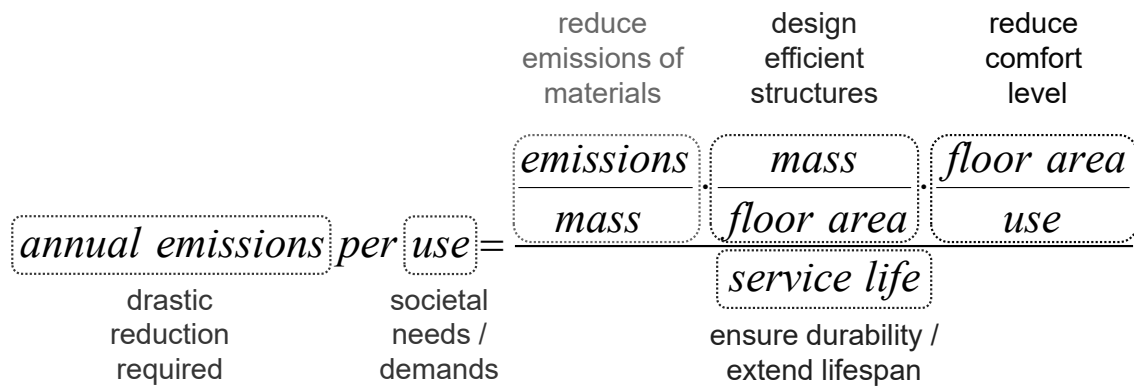 reduce
emissions of
materials
design
efficient
structures
reduce
comfort
level
emissions
mass
·
mass
floor area
·
floor area
use
annual emissions per use =
service life
drastic
reduction
required
societal
needs /
demands
ensure durability /
extend lifespan